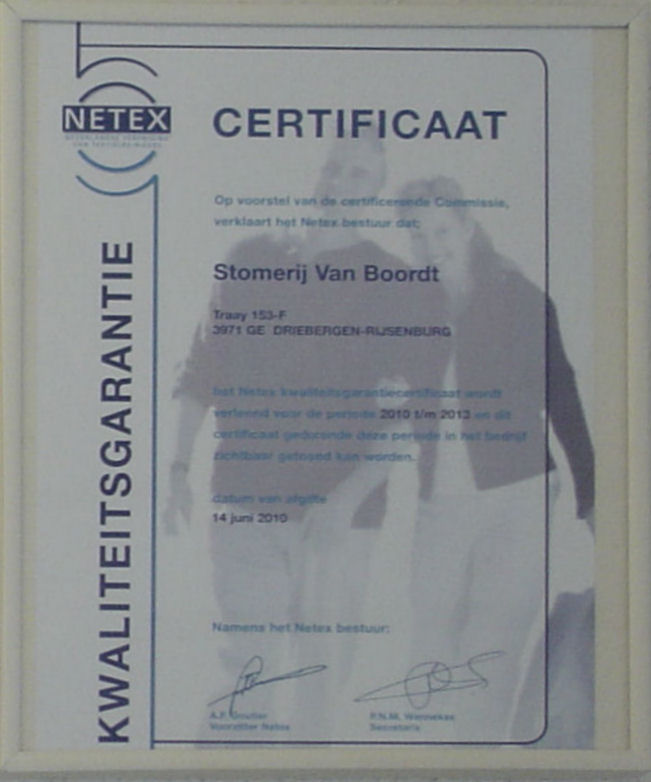 NETEX
CERTIFICAAT
Op voorstel van de certificerende Commissie,
verklaart het Netex bestuur dat;
Stomerij Van Boordt
Traay 153-F
3971 GE DRIEBERGEN-RIJSENBURG
het Netex kwaliteitsgarantiecertificaat wordt
verleend voor de periode 2010 t/m 2013 en dit
certificaat gedurende deze periode in het bedrijf
zichtbaar getoond kan worden.
datum van afgifte
14 juni 2010
Namens het Netex bestuur:
A.F.
Voorzitter Netex
P.N.M. Wennekes
Secretaris
KWALITEITSGARANTIE